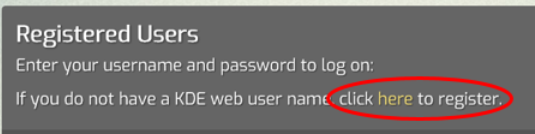 Registered Users
Enter your username and password to log on:
If you do not have a KDE web user name, click here to register.